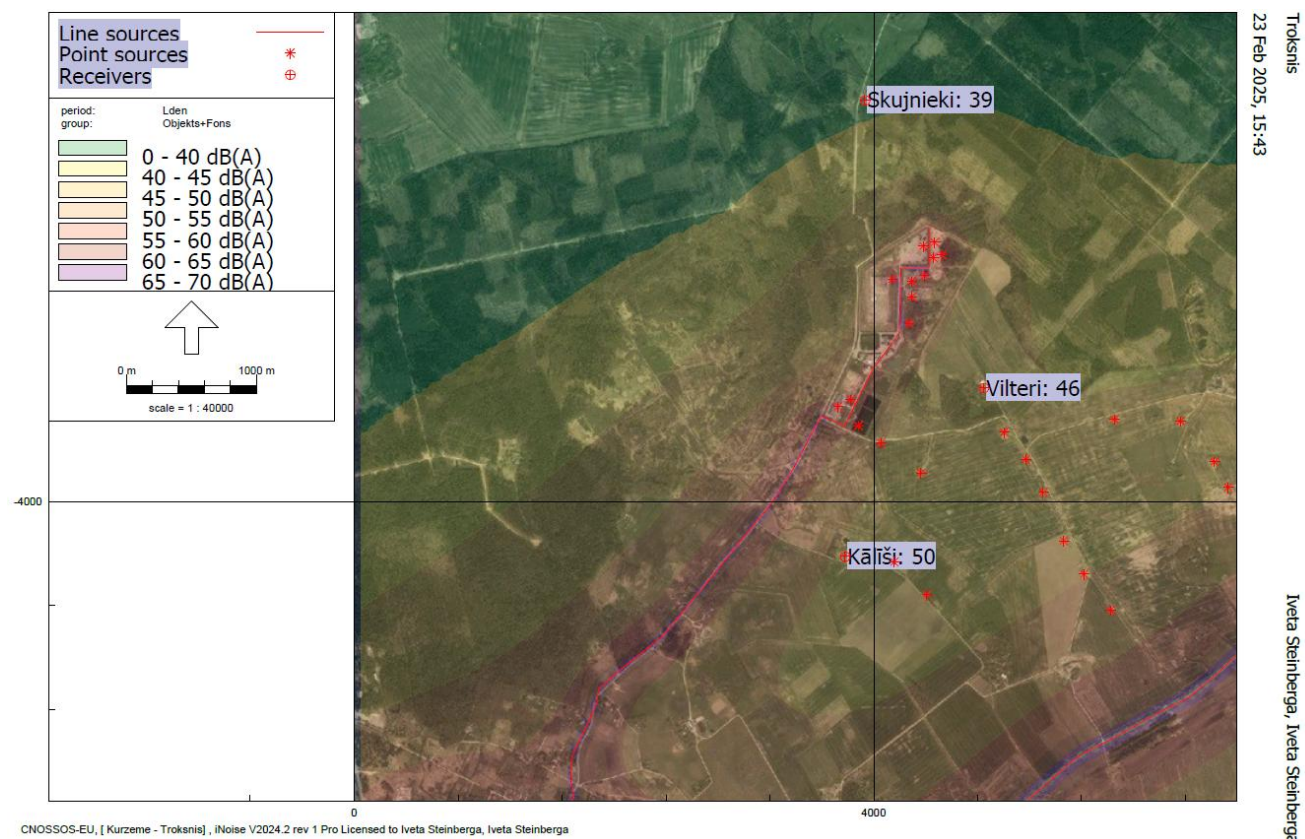 Line sources
Point sources
Receivers
period: Lden
group: Objekts+Fons
0 - 40 dB(A)
40 - 45 dB(A)
45 - 50 dB(A)
50 - 55 dB(A)
55 - 60 dB(A)
60 - 65 dB(A)
65 - 70 dB(A)
0 m 1000 m
scale = 1 : 40000
Skujnieki: 39
Vilteri: 46
Kālīši: 50
-4000
0 4000
CNOSSOS-EU, [ Kurzeme - Troksnis] , iNoise V2024.2 rev 1 Pro Licensed to Iveta Steinberga, Iveta Steinberga
Troksnis
23 Feb 2025, 15:43
Iveta Steinberga, Iveta Steinberga